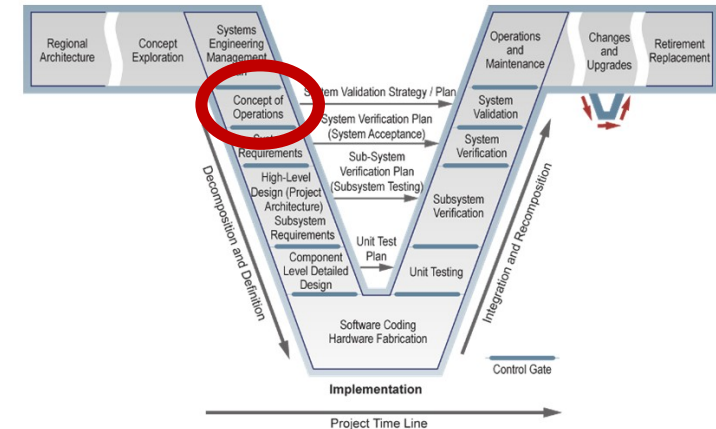 Regional
Architecture
Concept
Exploration
Systems
Engineering
Management
Concept of
Operations
Requirements
High-Level
Design (Project
Architecture)
Subsystem
Requirements
Component
Level Detailed
Design
Software Coding
Hardware Fabrication
Implementation
System Validation Strategy / Plan
System Verification Plan
(System Acceptance)
Sub-System
Verification Plan
(Subsystem Testing)
Unit Test
Plan
Operations
and
Maintenance
System
Validation
System
Verification
Subsystem
Verification
Unit Testing
Changes
and
Upgrades
Retirement
Replacement
Decomposition and Definition
Integration and Recomposition
Control Gate
Project Time Line